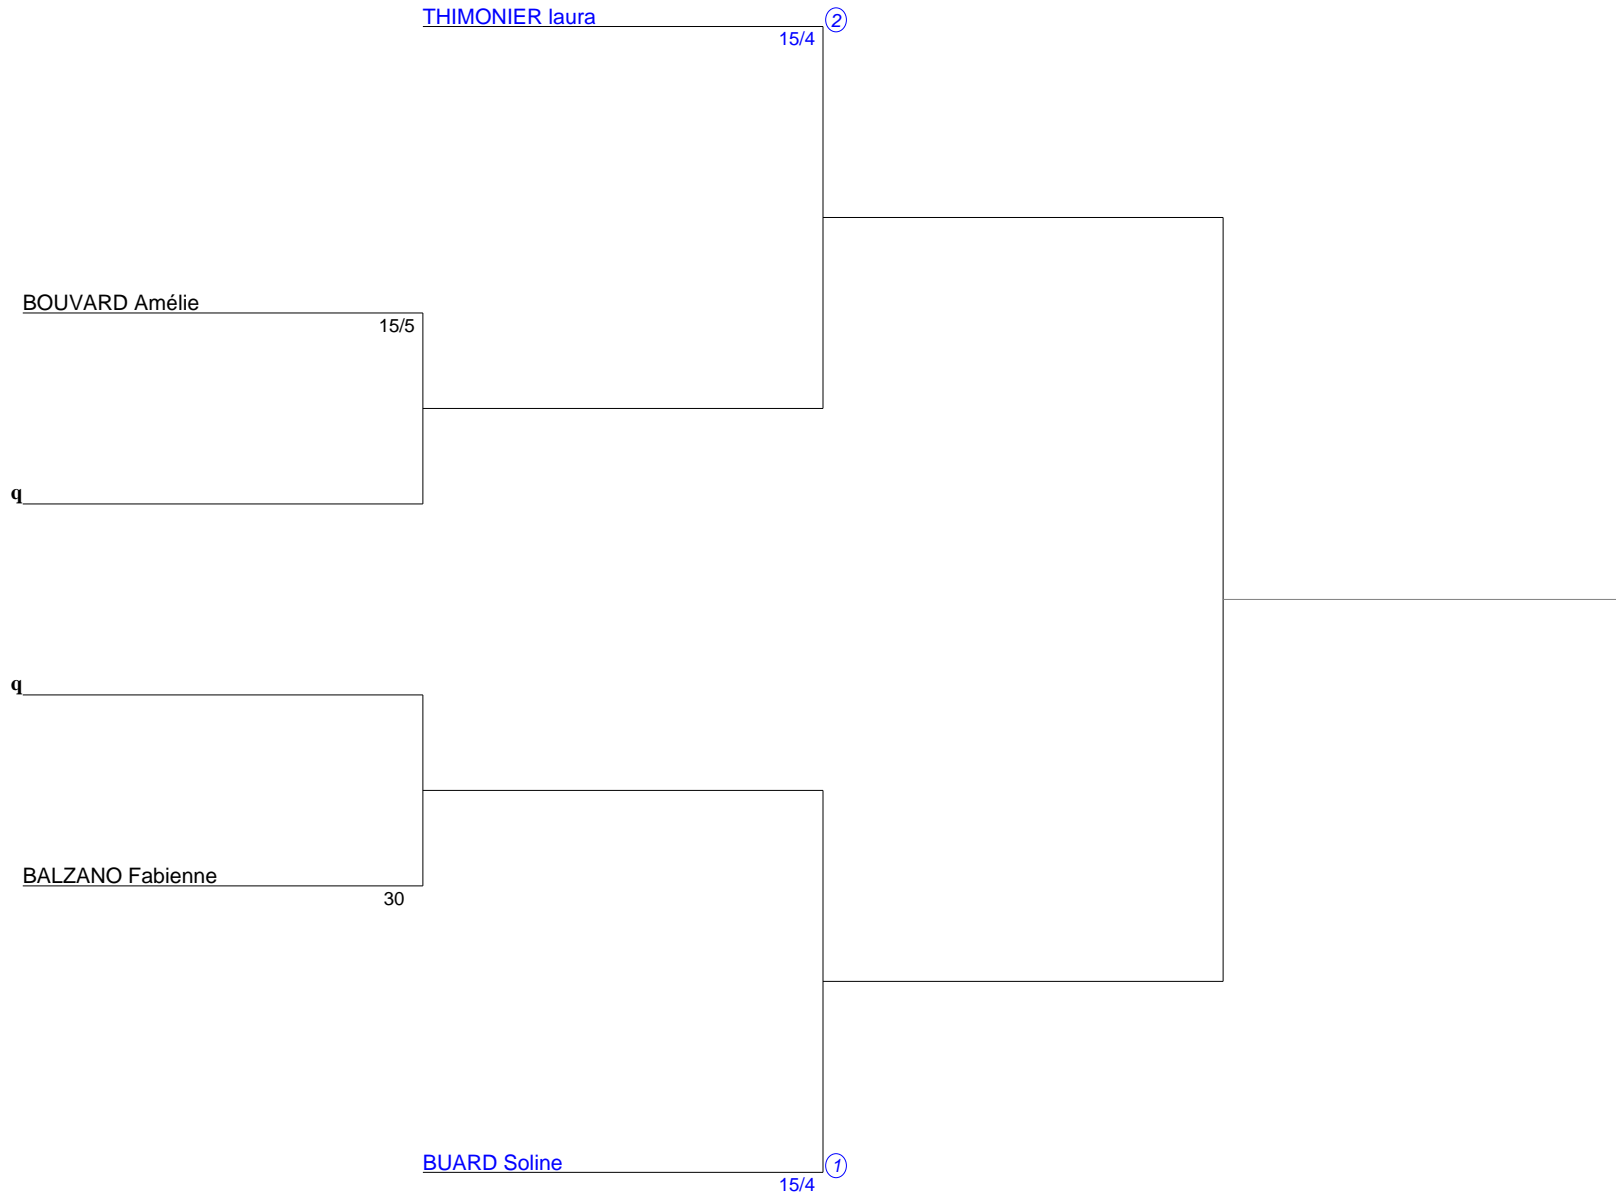 THIMONIER laura
2
15/4
BOUVARD Amélie
15/5
q
q
BALZANO Fabienne
30
BUARD Soline
1
15/4